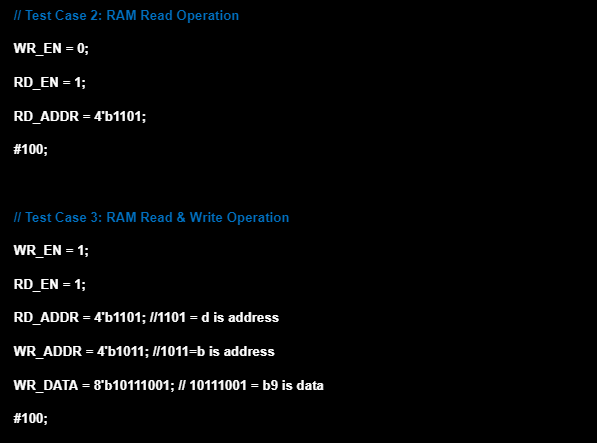 // Test Case 2: RAM Read Operation
WR_EN = 0;
RD_EN = 1;
RD_ADDR = 4'b1101;
#100;
// Test Case 3: RAM Read & Write Operation
WR_EN = 1;
RD_EN = 1;
RD_ADDR = 4'b1101; //1101 = d is address
WR_ADDR = 4'b1011; //1011=b is address
WR_DATA = 8'b10111001; // 10111001 = b9 is data
#100;